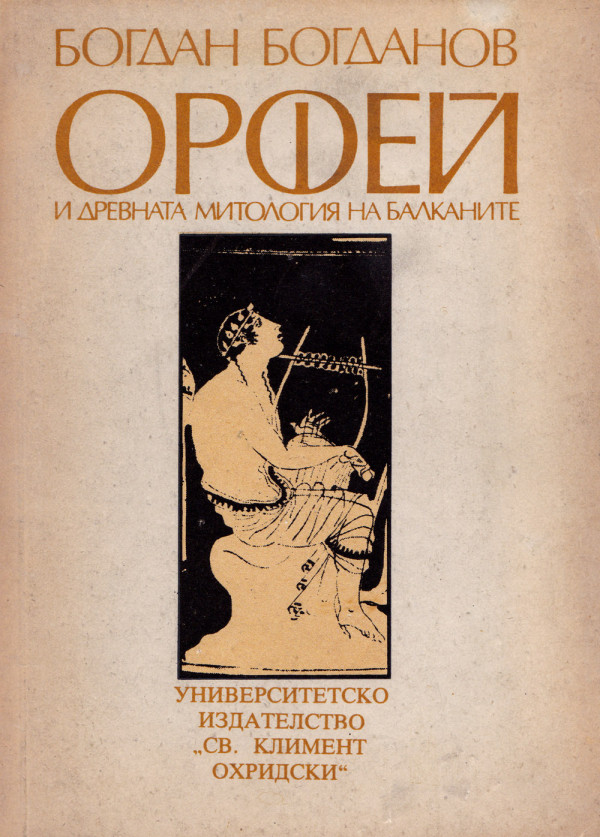 БОГДАН БОГДАНОВ
ОРФЕЙ
И ДРЕВНАТА МИТОЛОГИЯ НА БАЛКАНИТЕ
УНИВЕРСИТЕТСКО
ИЗДАТЕЛСТВО
„СВ. КЛИМЕНТ
ОХРИДСКИ“